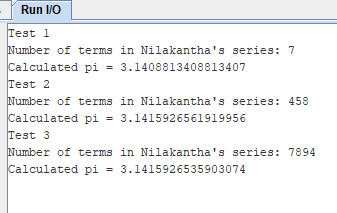 Run I/O
Test 1
Number of terms in Nilakantha's series: 7
Calculated pi = 3.1408813408813407
Test 2
Number of terms in Nilakantha's series: 458
Calculated pi = 3.1415926561919956
Test 3
Number of terms in Nilakantha's series: 7894
Calculated pi = 3.1415926535903074